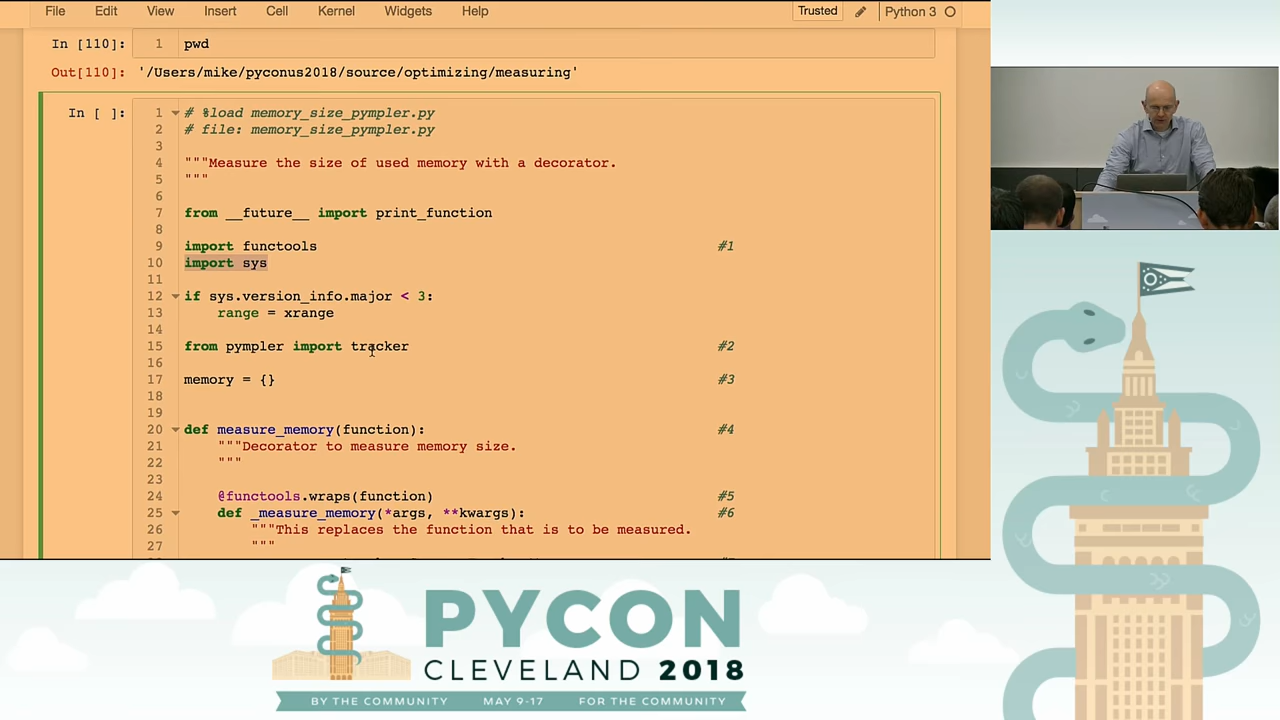 File Edit View Insert Cell Kernel Widgets Help Trusted Python 3
In [110]: 1 pwd
Out[110]: '/Users/mike/pyconus2018/source/optimizing/measuring'
In [ ]: 1 # %load memory_size_pympler.py
2 # file: memory_size_pympler.py
3
4 """Measure the size of used memory with a decorator.
5 """
6
7 from __future__ import print_function
8
9 import functools #1
10 import sys
11
12 if sys.version_info.major < 3:
13 range = xrange
14
15 from pympler import tracker #2
16
17 memory = {} #3
18
19
20 def measure_memory(function): #4
21 """Decorator to measure memory size.
22 """
23
24 @functools.wraps(function) #5
25 def _measure_memory(*args, **kwargs): #6
26 """This replaces the function that is to be measured.
27 """
PYCON
CLEVELAND 2018
BY THE COMMUNITY MAY 9-17 FOR THE COMMUNITY